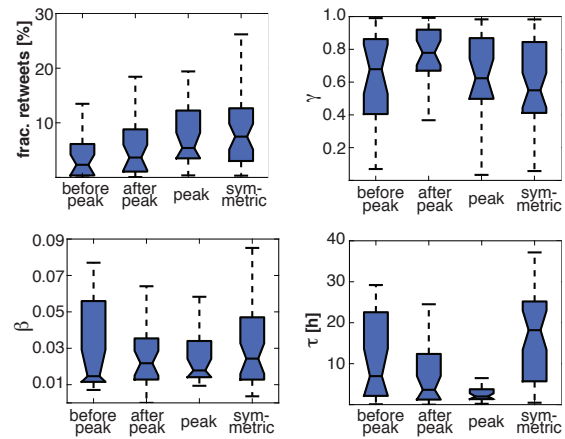 frac. retweets [%]
30
20
10
before
peak
after
peak
peak
sym-
metric
γ
1.0
0.8
0.6
0.4
0.2
before
peak
after
peak
peak
sym-
metric
β
0.09
0.07
0.05
0.03
0.01
before
peak
after
peak
peak
sym-
metric
τ [h]
40
30
20
10
before
peak
after
peak
peak
sym-
metric